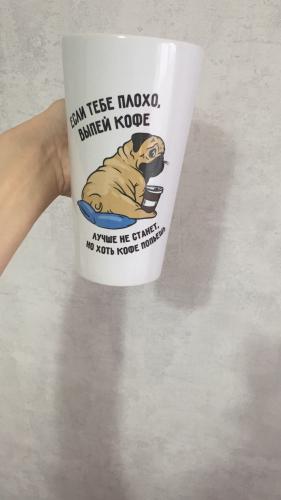 ЕСЛИ ТЕБЕ ПЛОХО,
ВЫПЕЙ КОФЕ
ЛУЧШЕ НЕ СТАНЕТ,
НО ХОТЬ КОФЕ ПОПЬЕШЬ